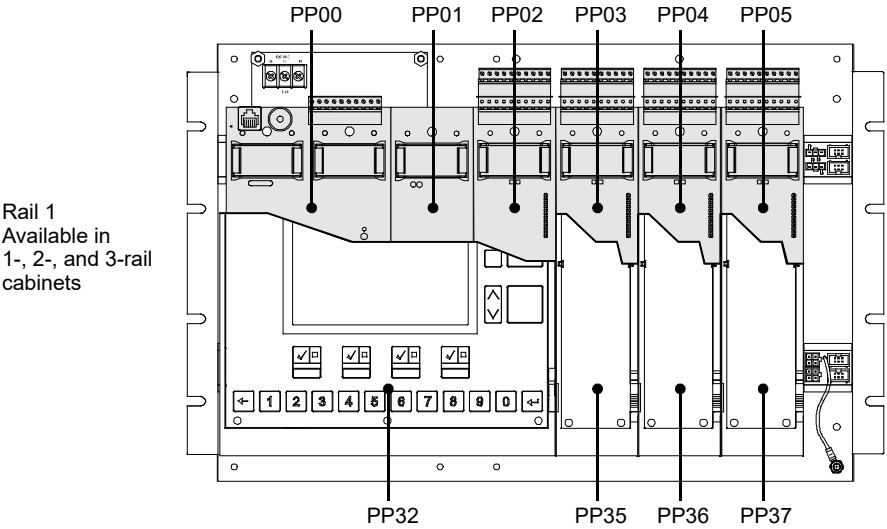 PP00 PP01 PP02 PP03 PP04 PP05
Rail 1
Available in
1-, 2-, and 3-rail
cabinets
1 2 3 4 5 6 7 8 9 0
PP32 PP35 PP36 PP37